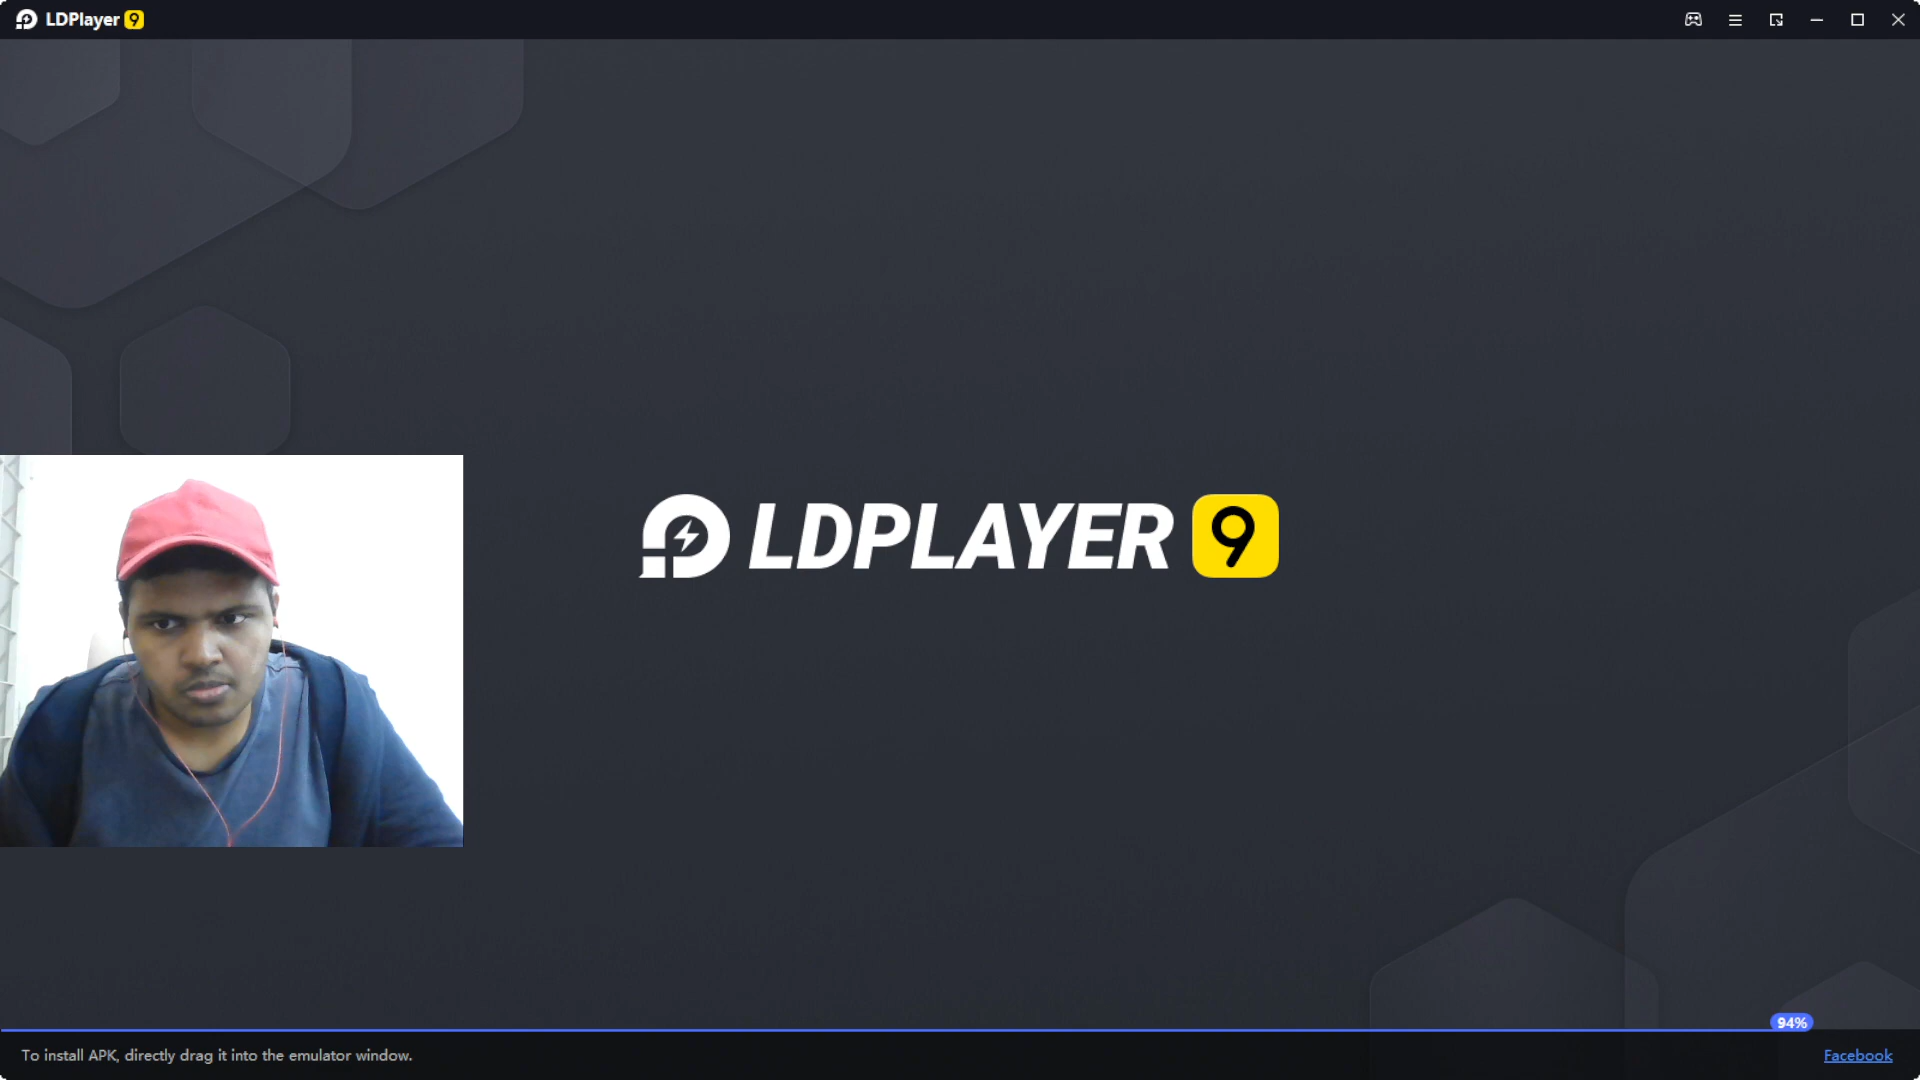 LDPlayer 9
LDPLAYER 9
94%
To install APK, directly drag it into the emulator window.
Facebook